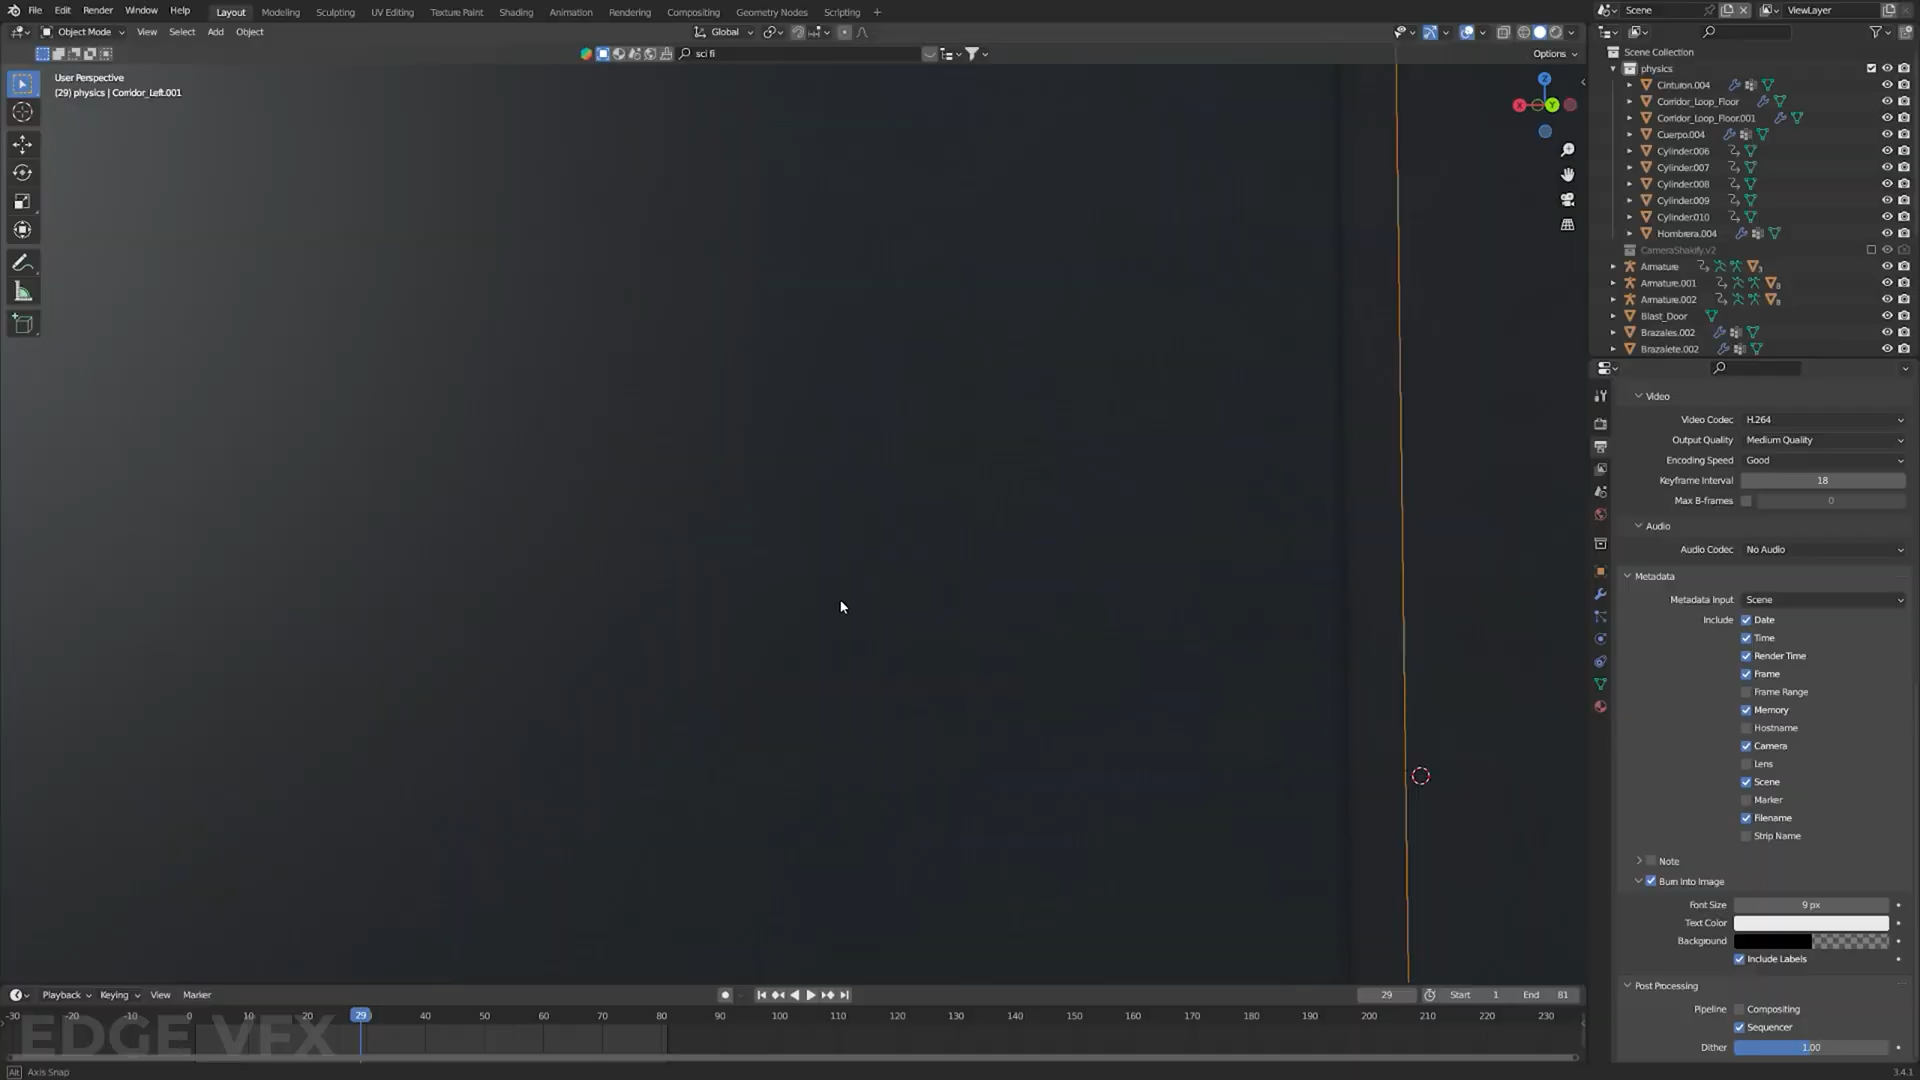 File Edit Render Window Help Layout Modeling Sculpting UV Editing Texture Paint Shading Animation Rendering Compositing Geometry Nodes Scripting + Scene ViewLayer
Object Mode View Select Add Object Global
sci fi Options
User Perspective
(29) physics | Corridor_Left.001
Z
X Y
Scene Collection
physics
Cinturon.004
Corridor_Loop_Floor
Corridor_Loop_Floor.001
Cuerpo.004
Cylinder.006
Cylinder.007
Cylinder.008
Cylinder.009
Cylinder.010
Hombrera.004
CameraShakify.v2
Armature 3
Armature.001 8
Armature.002 8
Blast_Door
Brazales.002
Brazalete.002
Video
Video Codec H.264
Output Quality Medium Quality
Encoding Speed Good
Keyframe Interval 18
Max B-frames 0
Audio
Audio Codec No Audio
Metadata
Metadata Input Scene
Include Date
Time
Render Time
Frame
Frame Range
Memory
Hostname
Camera
Lens
Scene
Marker
Filename
Strip Name
Note
Burn Into Image
Font Size 9 px
Text Color
Background
Include Labels
Post Processing
Pipeline Compositing
Sequencer
Dither 1.00
Playback Keying View Marker 29 Start 1 End 81
-30 -20 -10 0 10 20 29 40 50 60 70 80 90 100 110 120 130 140 150 160 170 180 190 200 210 220 230
EDGE VFX
Alt Axis Snap 3.4.1